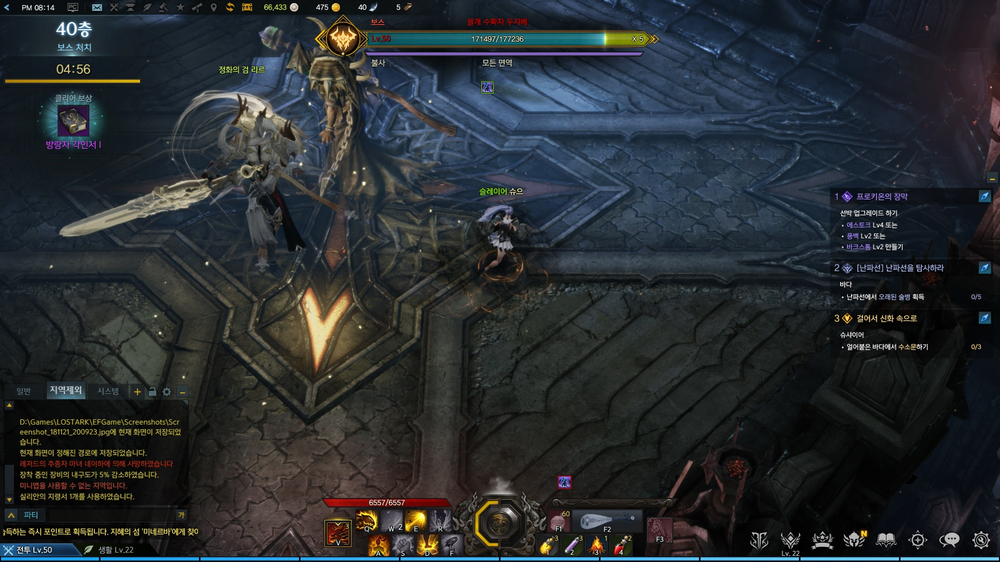 PM 08:14
PC
66,433
475
40
5
40층
보스 처치
04:56
클리어 보상
방랑자 각인서 I
보스
쓸개 수확자 두지베
Lv.50
171497/177236
X 5
불사
모든 면역
정화의 검 리르
슬레이어 슈으
1 프로키온의 장막
선박 업그레이드 하기
• 에스토크 Lv4 또는
• 풍백 Lv2 또는
• 바크스톰 Lv2 만들기
2 [난파선] 난파선을 탐사하라
바다
• 난파선에서 오래된 술병 획득 0/5
3 걸어서 신화 속으로
슈샤이어
• 얼어붙은 바다에서 수소문하기 0/3
일반 지역제외 시스템
D:\Games\LOSTARK\EFGame\Screenshots\Scr
eenshot_181121_200923.jpg에 현재 화면이 저장되었
습니다.
현재 화면이 정해진 경로에 저장되었습니다.
레저드의 추종자 마녀 네이하에 의해 사망하였습니다
장착 중인 장비의 내구도가 5% 감소하였습니다.
미니맵을 사용할 수 없는 지역입니다.
실리안의 지령서 1개를 사용하였습니다.
파티
가
습득하는 즉시 포인트로 획득됩니다. 지혜의 섬 '미네르바'에게 찾아
전투 Lv.50
생활 Lv.22
6557/6557
3
V
Q W 2 E R
A S D F
60
F1 F2 F3
3 3 1 2
1 2 3 4
N
Lv. 22